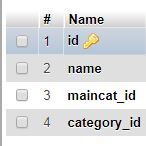 # Name
1 id
2 name
3 maincat_id
4 category_id